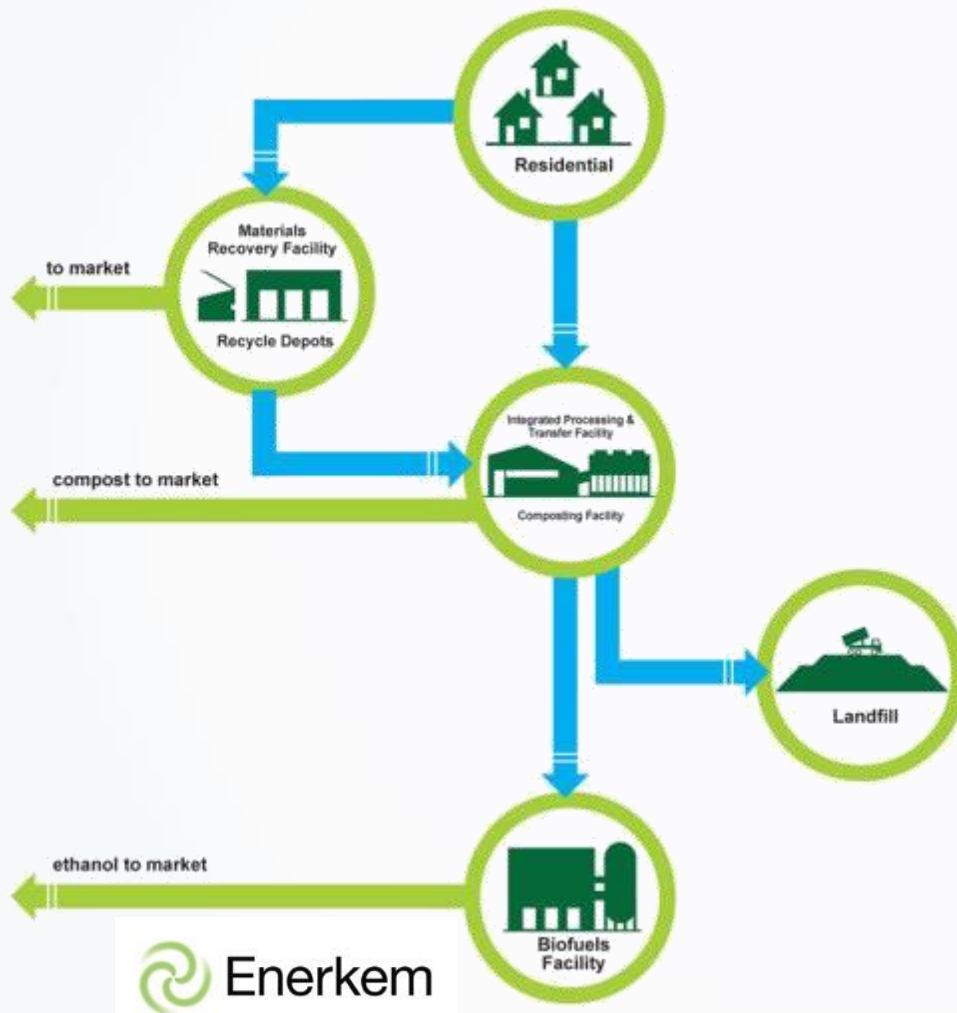 Residential
Materials
Recovery Facility
Recycle Depots
to market
Integrated Processing &
Transfer Facility
Composting Facility
compost to market
Landfill
ethanol to market
Biofuels
Facility
Enerkem